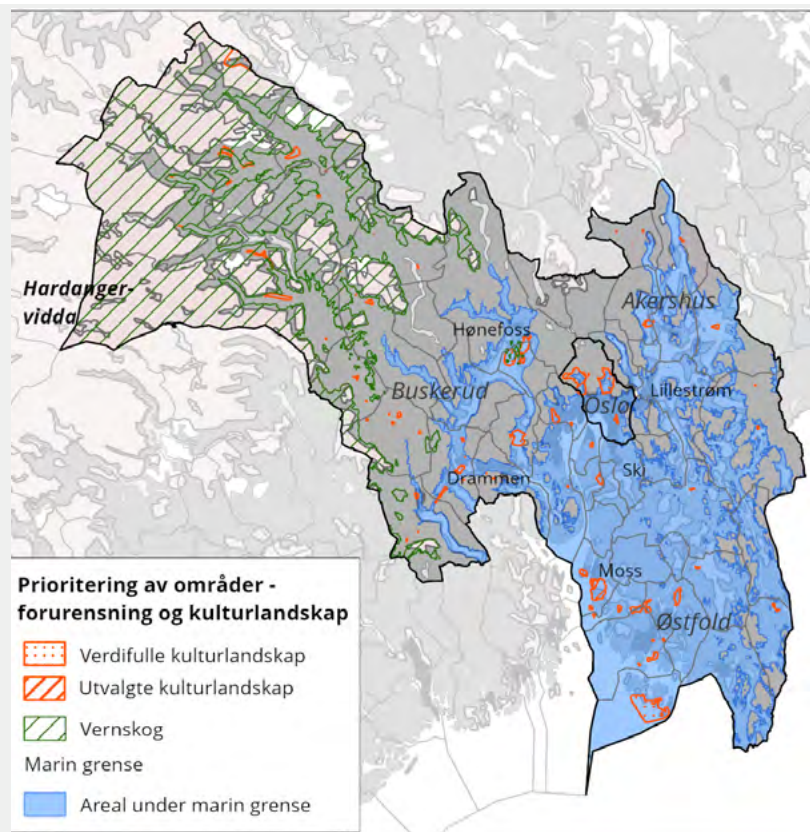 Hardanger-
vidda
Akershus
Hønefoss
Buskerud
Oslo
Lillestrøm
Drammen
Ski
Moss
Østfold
Prioritering av områder -
forurensning og kulturlandskap
Verdifulle kulturlandskap
Utvalgte kulturlandskap
Vernskog
Marin grense
Areal under marin grense